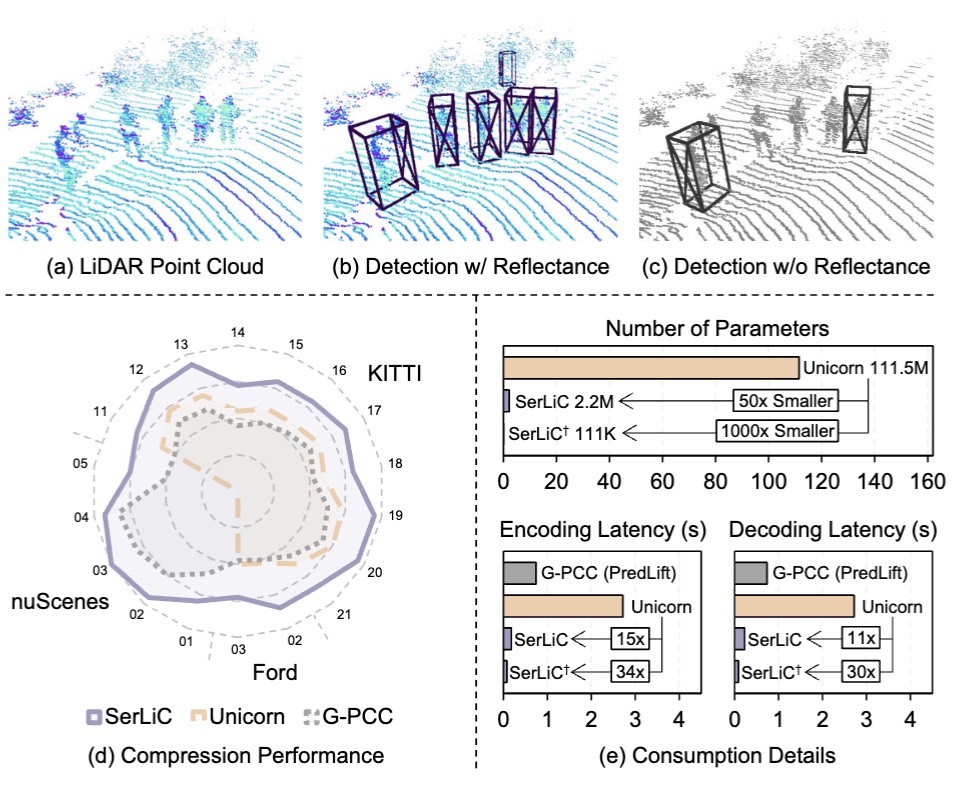 (a) LiDAR Point Cloud
(b) Detection w/ Reflectance
(c) Detection w/o Reflectance
14
13
15
12
16
KITTI
11
17
05
18
04
19
03
20
nuScenes
02
21
01
02
03
Ford
SerLiC
Unicorn
G-PCC
(d) Compression Performance
Number of Parameters
Unicorn 111.5M
SerLiC 2.2M
50x Smaller
SerLiC† 111K
1000x Smaller
0 20 40 60 80 100 120 140 160
Encoding Latency (s)
G-PCC (PredLift)
Unicorn
SerLiC
15x
SerLiC†
34x
0 1 2 3 4
Decoding Latency (s)
G-PCC (PredLift)
Unicorn
SerLiC
11x
SerLiC†
30x
0 1 2 3 4
(e) Consumption Details